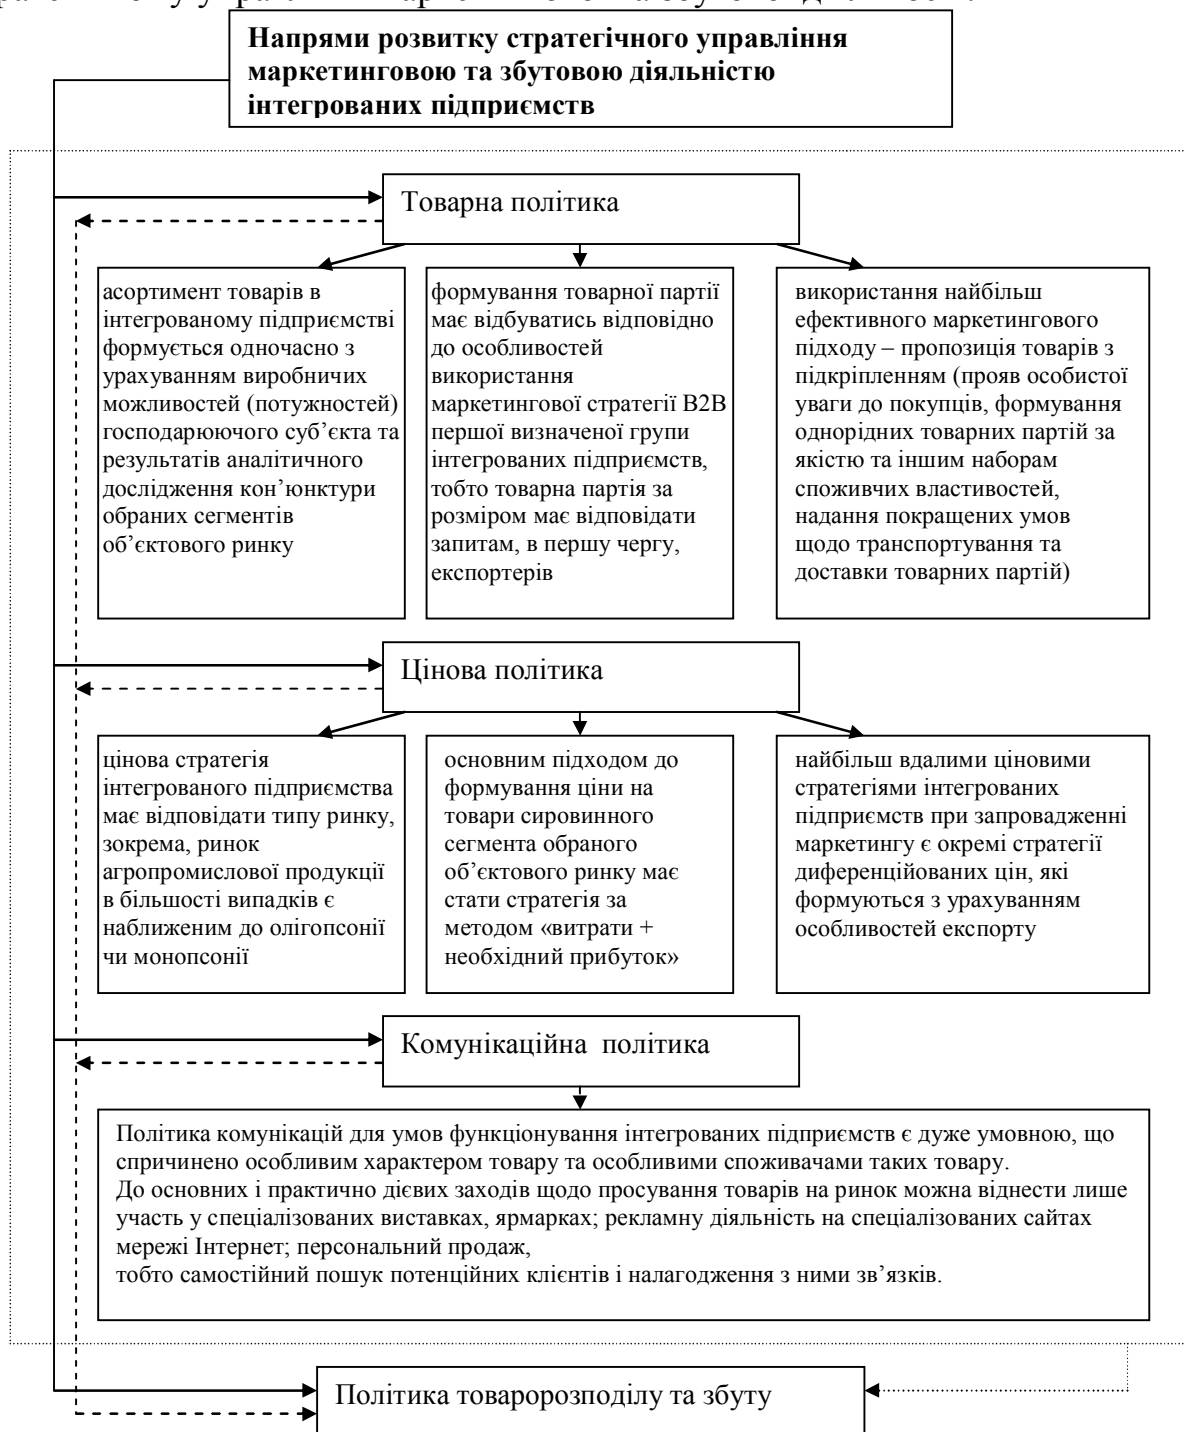 Напрями розвитку стратегічного управління
маркетинговою та збутовою діяльністю
інтегрованих підприємств
Товарна політика
асортимент товарів в
інтегрованому підприємстві
формується одночасно з
урахуванням виробничих
можливостей (потужностей)
господарюючого суб’єкта та
результатів аналітичного
дослідження кон’юнктури
обраних сегментів
об’єктового ринку
формування товарної партії
має відбуватись відповідно
до особливостей
використання
маркетингової стратегії B2B
першої визначеної групи
інтегрованих підприємств,
тобто товарна партія за
розміром має відповідати
запитам, в першу чергу,
експортерів
використання найбільш
ефективного маркетингового
підходу – пропозиція товарів з
підкріпленням (прояв особистої
уваги до покупців, формування
однорідних товарних партій за
якістю та іншим наборам
споживчих властивостей,
надання покращених умов
щодо транспортування та
доставки товарних партій)
Цінова політика
цінова стратегія
інтегрованого підприємства
має відповідати типу ринку,
зокрема, ринок
агропромислової продукції
в більшості випадків є
наближеним до олігопсонії
чи монопсонії
основним підходом до
формування ціни на
товари сировинного
сегмента обраного
об’єктового ринку має
стати стратегія за
методом «витрати +
необхідний прибуток»
найбільш вдалими ціновими
стратегіями інтегрованих
підприємств при запровадженні
маркетингу є окремі стратегії
диференційованих цін, які
формуються з урахуванням
особливостей експорту
Комунікаційна політика
Політика комунікацій для умов функціонування інтегрованих підприємств є дуже умовною, що
спричинено особливим характером товару та особливими споживачами таких товару.
До основних і практично дієвих заходів щодо просування товарів на ринок можна віднести лише
участь у спеціалізованих виставках, ярмарках; рекламну діяльність на спеціалізованих сайтах
мережі Інтернет; персональний продаж,
тобто самостійний пошук потенційних клієнтів і налагодження з ними зв’язків.
Політика товаророзподілу та збуту